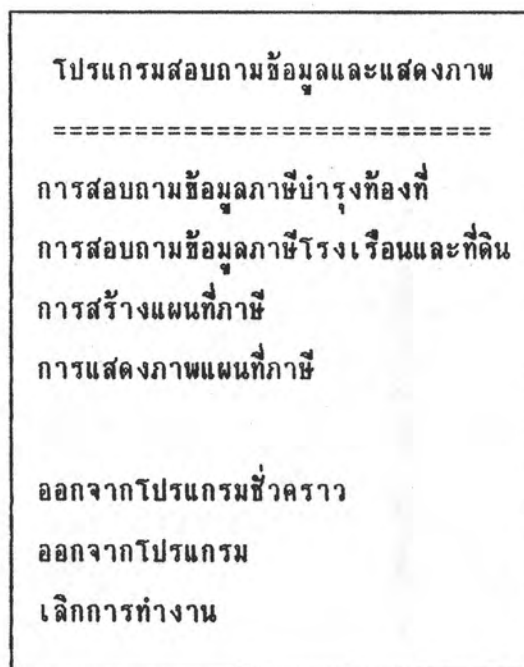 โปรแกรมสอบถามข้อมูลและแสดงภาพ
===========================
การสอบถามข้อมูลภาษีบำรุงท้องที่
การสอบถามข้อมูลภาษีโรงเรือนและที่ดิน
การสร้างแผนที่ภาษี
การแสดงภาพแผนที่ภาษี
ออกจากโปรแกรมชั่วคราว
ออกจากโปรแกรม
เลิกการทำงาน